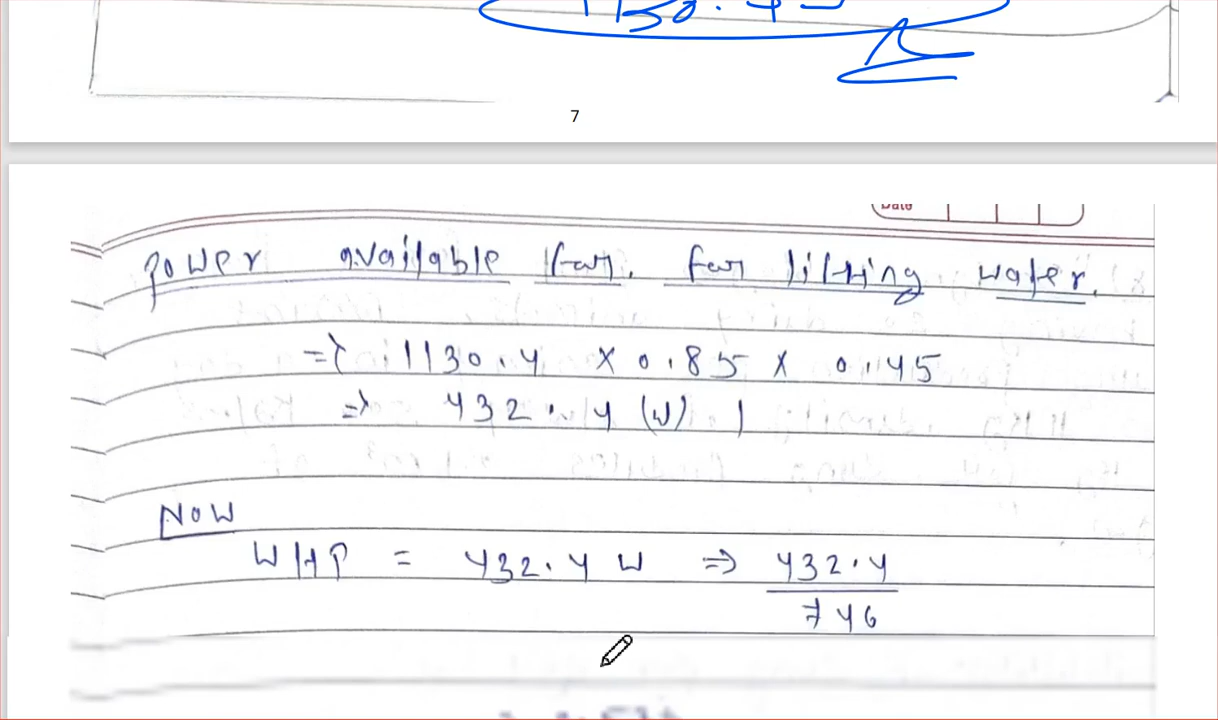 7
Date
power available for. for lifting water.
=> 1130.4 x 0.85 x 0.45
=> 432.4 (W)
NOW
WHP = 432.4 W => 432.4
746